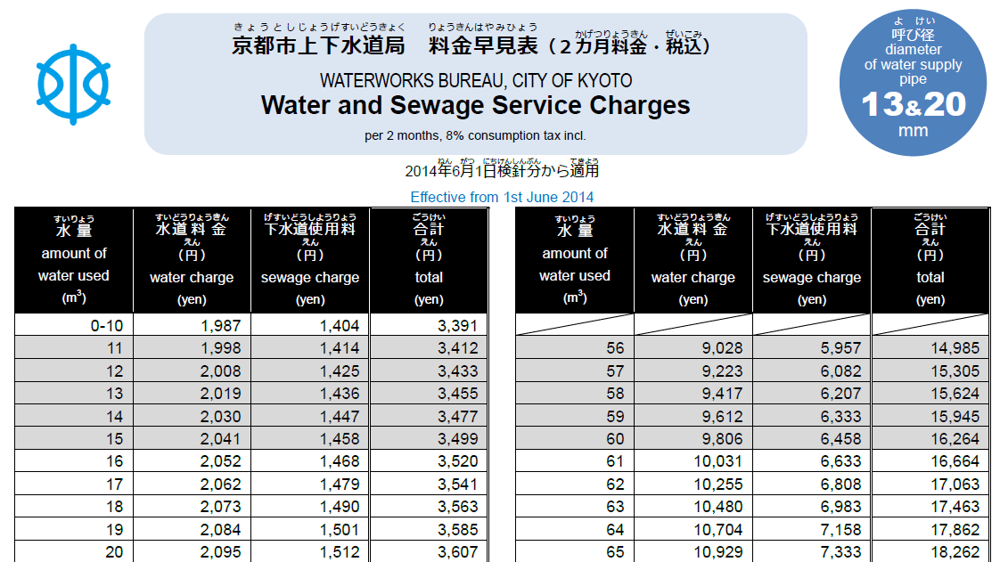 きょうとしじょうげすいどうきょく りょうきんはやみひょう かげつりょうきん ぜいこみ
京都市上下水道局 料金早見表（２カ月料金・税込）
WATERWORKS BUREAU, CITY OF KYOTO
Water and Sewage Service Charges
per 2 months, 8% consumption tax incl.
よ けい
呼び径
diameter
of water supply
pipe
13&20
mm
ねん がつ にちけんしんぶん てきよう
2014年6月1日検針分から適用
Effective from 1st June 2014
すいりょう すいどうりょうきん げすいどうしようりょう ごうけい
水量 水道料金 下水道使用料 合計
えん えん えん
（円） （円） （円）
amount of water used (m³) water charge (yen) sewage charge (yen) total (yen)
0-10 1,987 1,404 3,391
11 1,998 1,414 3,412
12 2,008 1,425 3,433
13 2,019 1,436 3,455
14 2,030 1,447 3,477
15 2,041 1,458 3,499
16 2,052 1,468 3,520
17 2,062 1,479 3,541
18 2,073 1,490 3,563
19 2,084 1,501 3,585
20 2,095 1,512 3,607
すいりょう すいどうりょうきん げすいどうしようりょう ごうけい
水量 水道料金 下水道使用料 合計
えん えん えん
（円） （円） （円）
amount of water used (m³) water charge (yen) sewage charge (yen) total (yen)
56 9,028 5,957 14,985
57 9,223 6,082 15,305
58 9,417 6,207 15,624
59 9,612 6,333 15,945
60 9,806 6,458 16,264
61 10,031 6,633 16,664
62 10,255 6,808 17,063
63 10,480 6,983 17,463
64 10,704 7,158 17,862
65 10,929 7,333 18,262